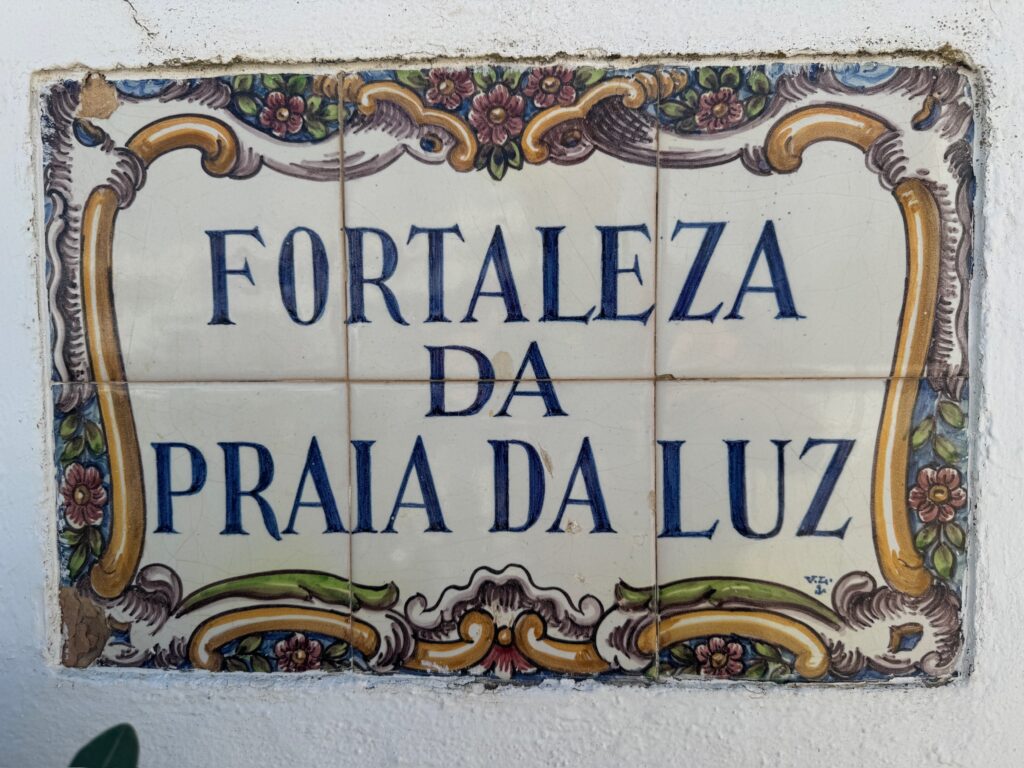 FORTALEZA
DA
PRAIA DA LUZ
V.L.